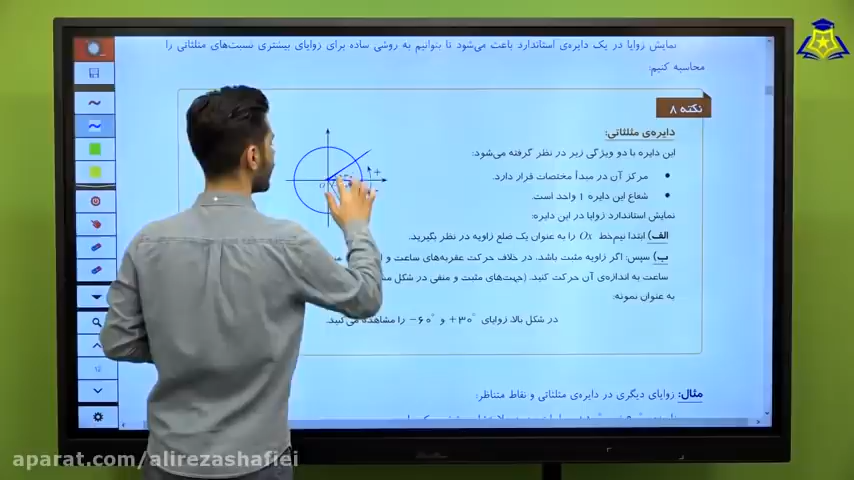 نمایش زوایا در یک دایره‌ی استاندارد باعث می‌شود تا بتوانیم به روشی ساده برای زوایای بیشتری نسبت‌های مثلثاتی را
محاسبه کنیم:
نکته ۸
دایره‌ی مثلثاتی:
این دایره با دو ویژگی زیر در نظر گرفته می‌شود:
● مرکز آن در مبدأ مختصات قرار دارد.
● شعاع این دایره 1 واحد است.
نمایش استاندارد زوایا در این دایره:
الف) ابتدا نیم‌خط Ox را به عنوان یک ضلع زاویه در نظر بگیرید.
ب) سپس: اگر زاویه مثبت باشد. در خلاف حرکت عقربه‌های ساعت و
ساعت به اندازه‌ی آن حرکت کنید. (جهت‌های مثبت و منفی در شکل
به عنوان نمونه:
در شکل بالا، زوایای +۳۰° و -۶۰° را مشاهده می‌کنید.
مثال: زوایای دیگری در دایره‌ی مثلثاتی و نقاط متناظر:
+
O
12
aparat.com/alirezashafiei